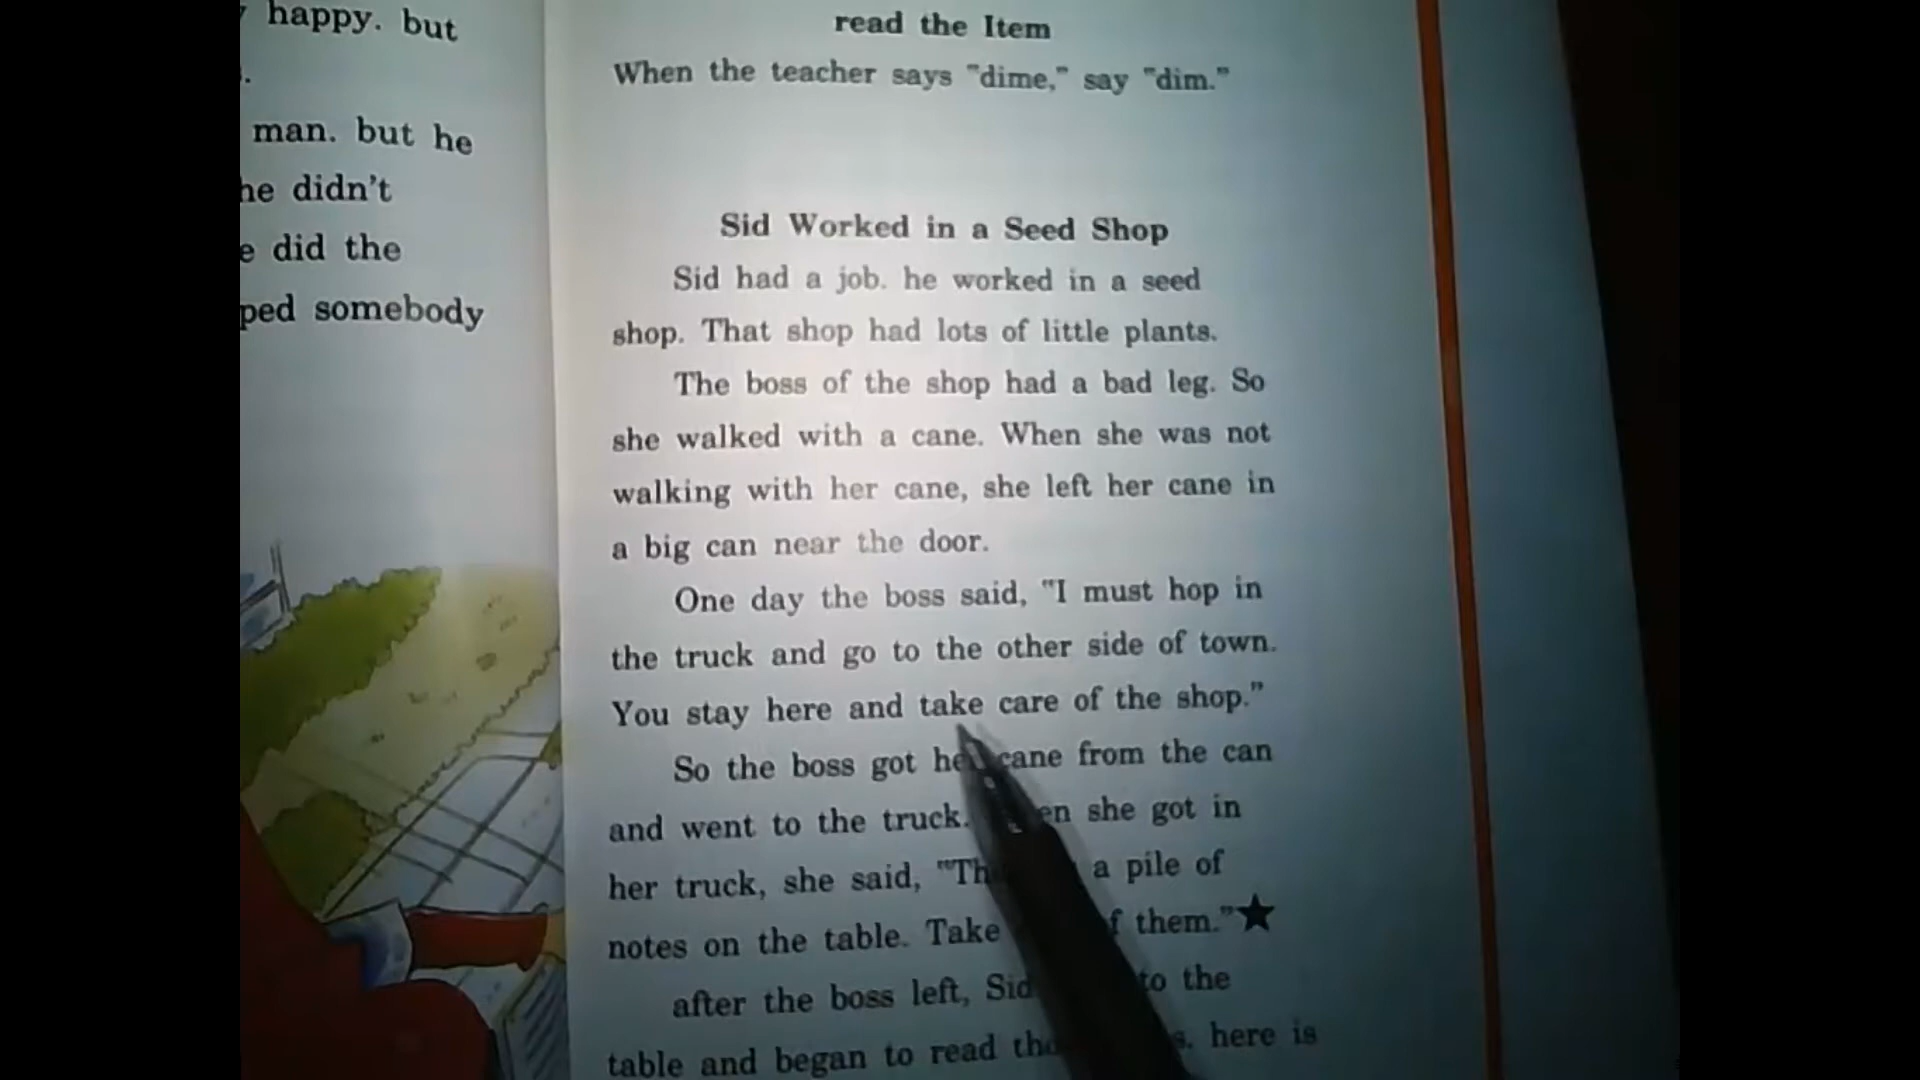 happy. but
man. but he
he didn't
did the
somebody
read the Item
When the teacher says "dime," say "dim."
Sid Worked in a Seed Shop
Sid had a job. he worked in a seed
shop. That shop had lots of little plants.
The boss of the shop had a bad leg. So
she walked with a cane. When she was not
walking with her cane, she left her cane in
a big can near the door.
One day the boss said, "I must hop in
the truck and go to the other side of town.
You stay here and take care of the shop."
So the boss got her cane from the can
and went to the truck. she got in
her truck, she said, a pile of
notes on the table. Take of them."
after the boss left, Sid to the
table and began to read here is